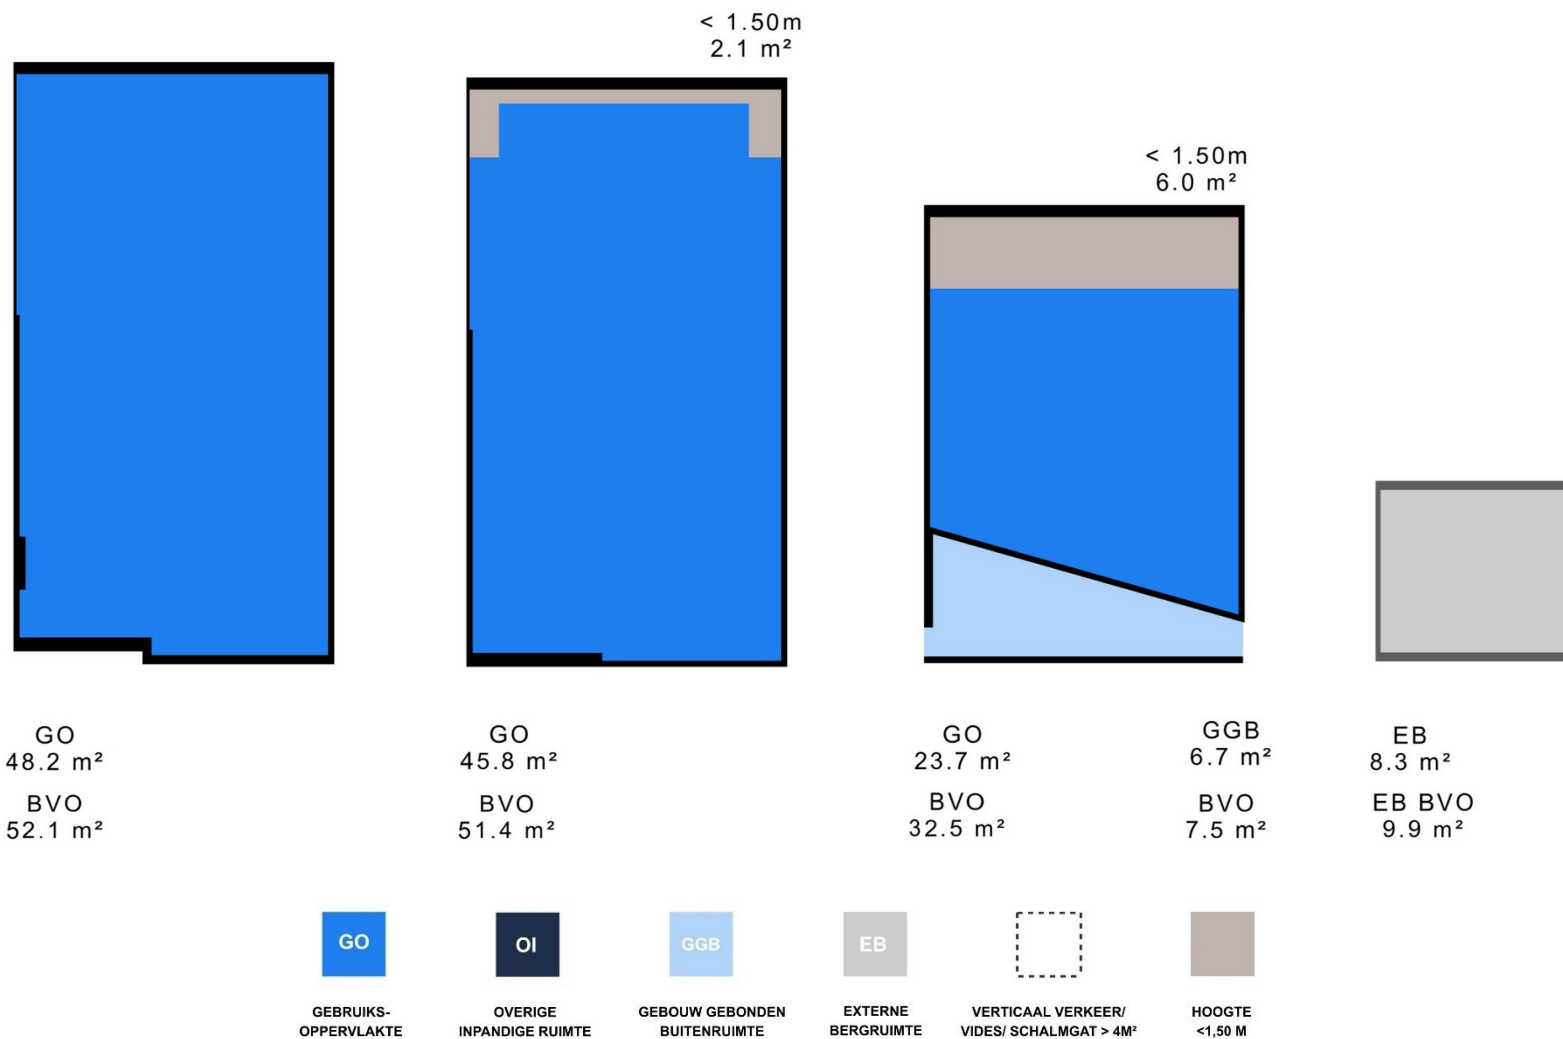 < 1.50m
2.1 m²
< 1.50m
6.0 m²
GO
48.2 m²
BVO
52.1 m²
GO
45.8 m²
BVO
51.4 m²
GO
23.7 m²
BVO
32.5 m²
GGB
6.7 m²
BVO
7.5 m²
EB
8.3 m²
EB BVO
9.9 m²
GO
GEBRUIKS-
OPPERVLAKTE
OI
OVERIGE
INPANDIGE RUIMTE
GGB
GEBOUW GEBONDEN
BUITENRUIMTE
EB
EXTERNE
BERGRUIMTE
VERTICAAL VERKEER/
VIDES/ SCHALMGAT > 4M²
HOOGTE
<1,50 M